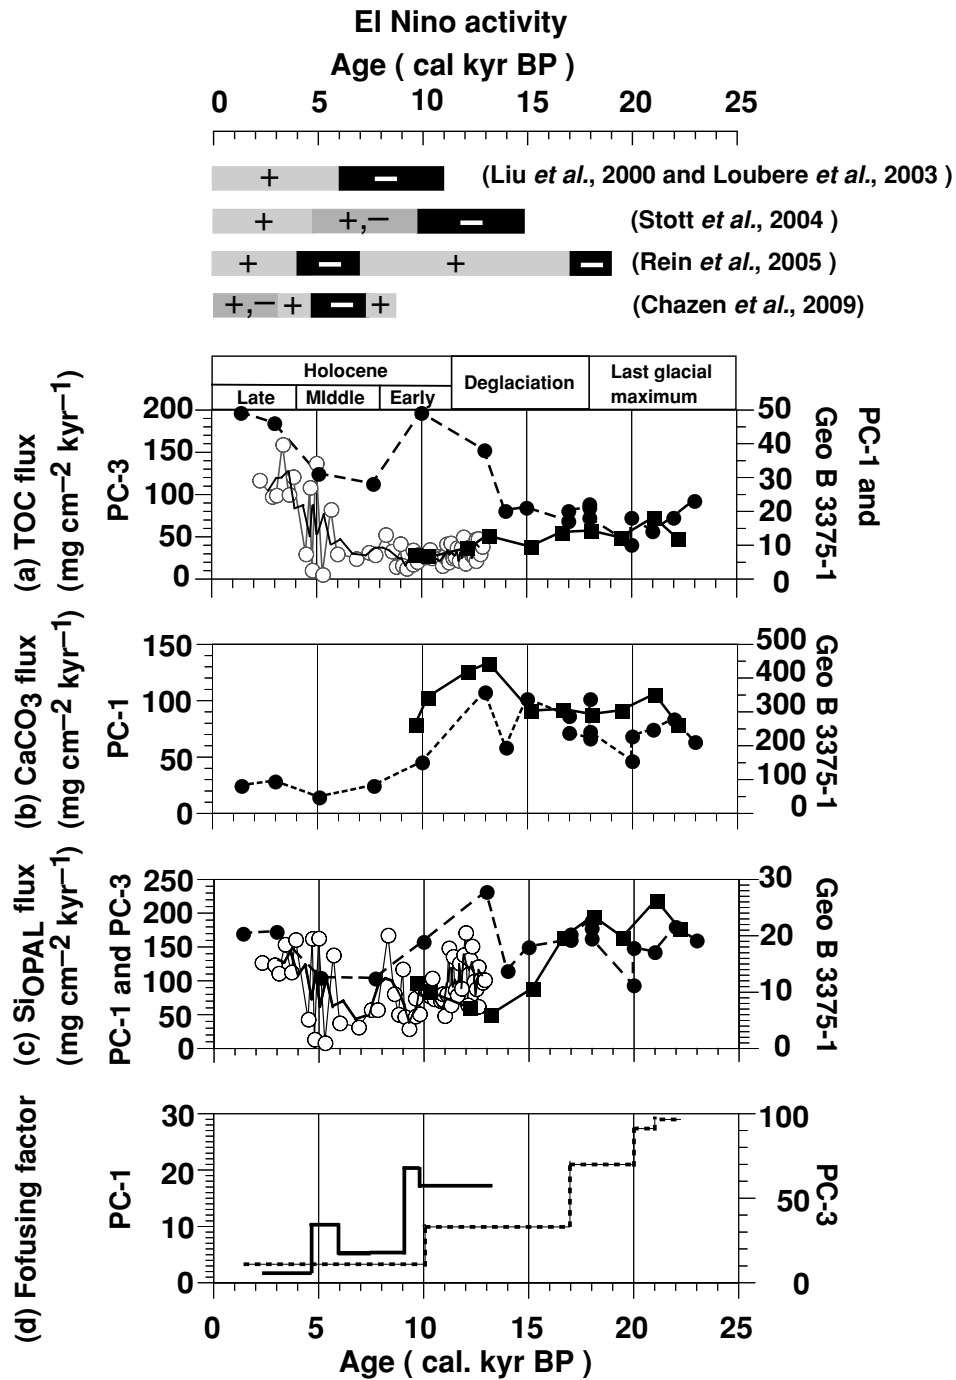 El Nino activity
Age ( cal kyr BP )
0 5 10 15 20 25
+ − (Liu et al., 2000 and Loubere et al., 2003 )
+ +,− − (Stott et al., 2004 )
+ − + − (Rein et al., 2005 )
+,− + − + (Chazen et al., 2009)
Holocene Deglaciation Last glacial maximum
Late MIddle Early
(a) TOC flux
(mg cm−2 kyr−1)
PC-3
200
150
100
50
0
50
40
30
20
10
0
Geo B 3375-1
PC-1 and
(b) CaCO3 flux
(mg cm−2 kyr−1)
PC-1
150
100
50
0
500
400
300
200
100
0
Geo B 3375-1
(c) SiOPAL flux
(mg cm−2 kyr−1)
PC-1 and PC-3
250
200
150
100
50
0
30
20
10
0
Geo B 3375-1
(d) Fofusing factor
PC-1
30
20
10
0
100
50
0
PC-3
0 5 10 15 20 25
Age ( cal. kyr BP )